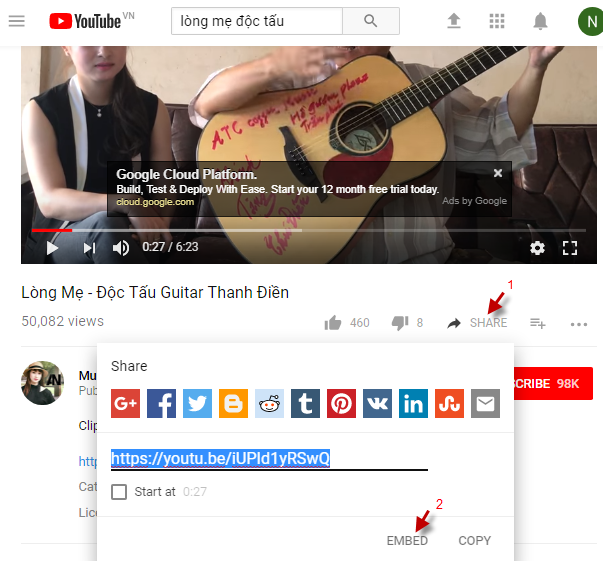 YouTube VN
lòng mẹ độc tấu
N
ATC
Google Cloud Platform.
Build, Test & Deploy With Ease. Start your 12 month free trial today.
cloud.google.com
Ads by Google
0:27 / 6:23
Lòng Mẹ - Độc Tấu Guitar Thanh Điền
1
50,082 views
460
8
SHARE
Share
Mu
Pub
SCRIBE 98K
G+
Clip
https://youtu.be/iUPId1yRSwQ
http
Start at 0:27
Cat
Lice
2
EMBED
COPY